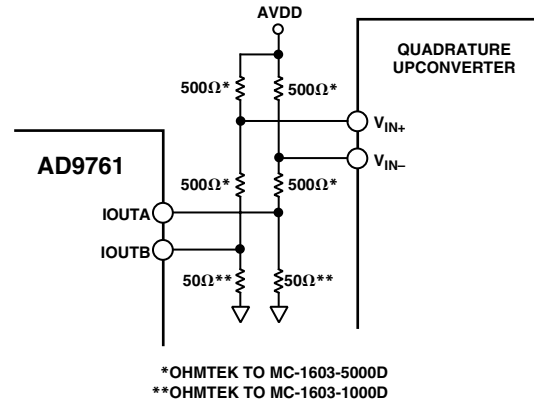 AVDD
QUADRATURE
UPCONVERTER
500Ω* 500Ω*
V_IN+
V_IN–
AD9761
500Ω* 500Ω*
IOUTA
IOUTB
50Ω** 50Ω**
*OHMTEK TO MC-1603-5000D
**OHMTEK TO MC-1603-1000D